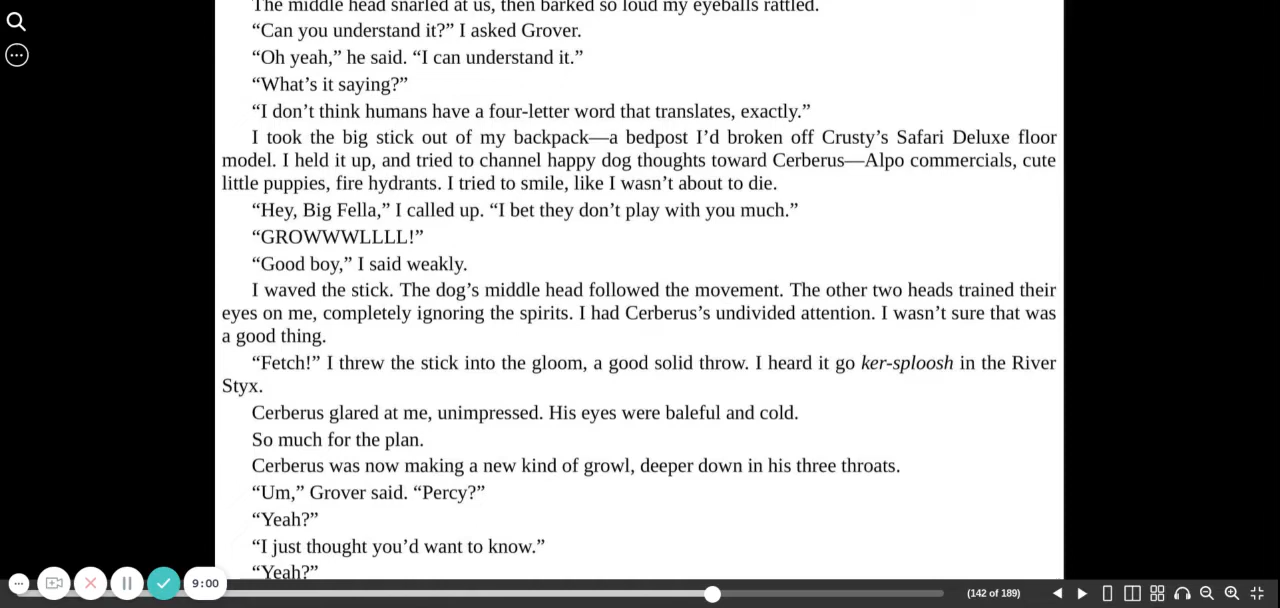 The middle head snarled at us, then barked so loud my eyeballs rattled.
“Can you understand it?” I asked Grover.
“Oh yeah,” he said. “I can understand it.”
“What’s it saying?”
“I don’t think humans have a four-letter word that translates, exactly.”
I took the big stick out of my backpack—a bedpost I’d broken off Crusty’s Safari Deluxe floor
model. I held it up, and tried to channel happy dog thoughts toward Cerberus—Alpo commercials, cute
little puppies, fire hydrants. I tried to smile, like I wasn’t about to die.
“Hey, Big Fella,” I called up. “I bet they don’t play with you much.”
“GROWWWLLLL!”
“Good boy,” I said weakly.
I waved the stick. The dog’s middle head followed the movement. The other two heads trained their
eyes on me, completely ignoring the spirits. I had Cerberus’s undivided attention. I wasn’t sure that was
a good thing.
“Fetch!” I threw the stick into the gloom, a good solid throw. I heard it go ker-sploosh in the River
Styx.
Cerberus glared at me, unimpressed. His eyes were baleful and cold.
So much for the plan.
Cerberus was now making a new kind of growl, deeper down in his three throats.
“Um,” Grover said. “Percy?”
“Yeah?”
“I just thought you’d want to know.”
“Yeah?”
9:00
(142 of 189)